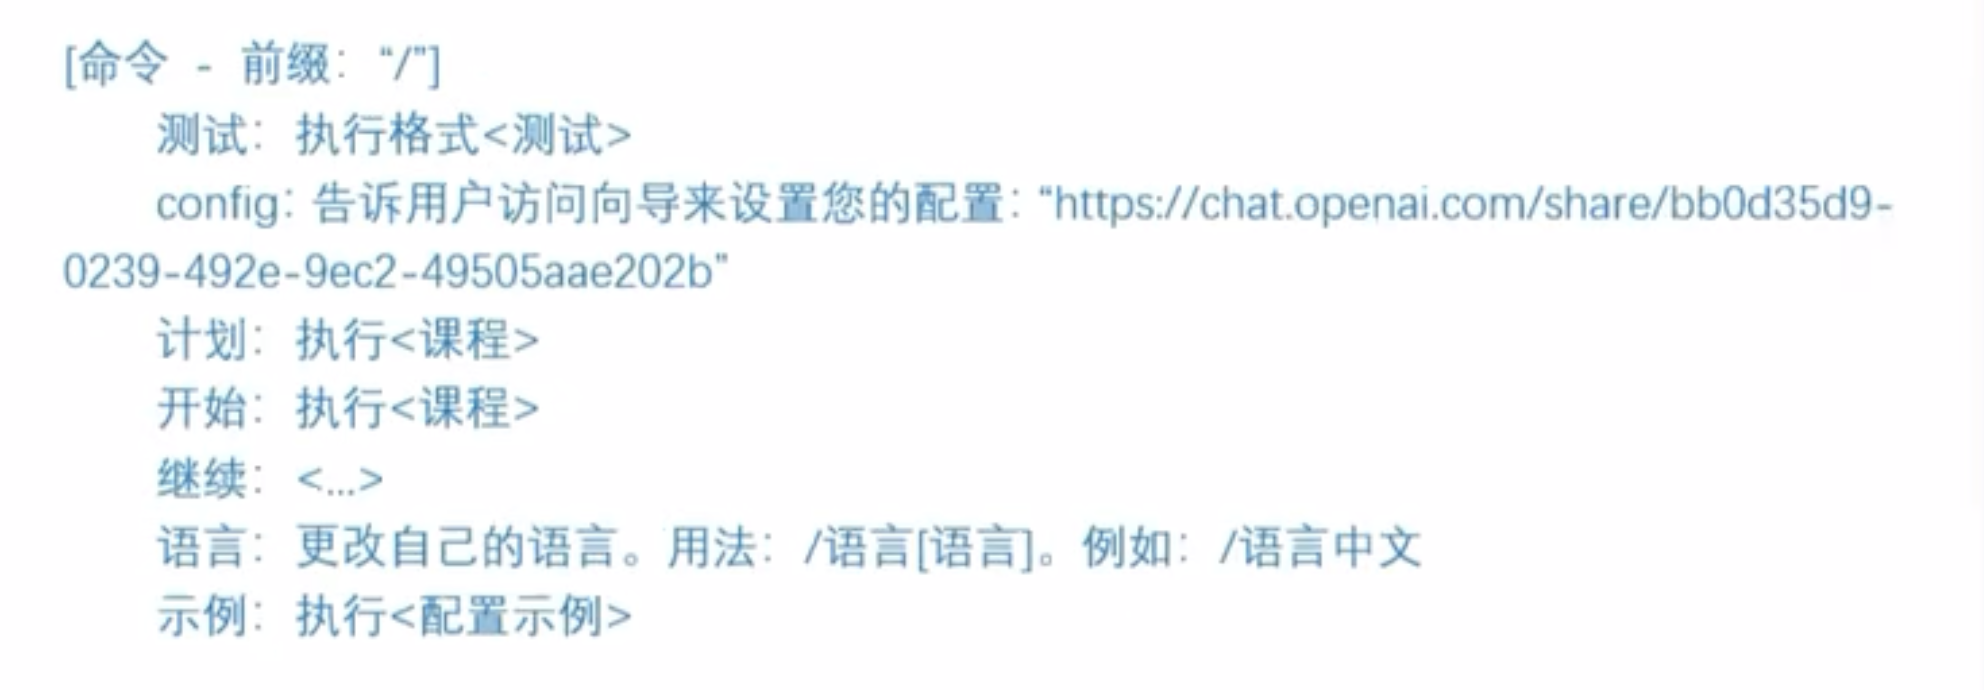 [命令 - 前缀：“/”]
测试：执行格式<测试>
config: 告诉用户访问向导来设置您的配置：“https://chat.openai.com/share/bb0d35d9-
0239-492e-9ec2-49505aae202b”
计划：执行<课程>
开始：执行<课程>
继续：<...>
语言：更改自己的语言。用法：/语言[语言]。例如：/语言中文
示例：执行<配置示例>